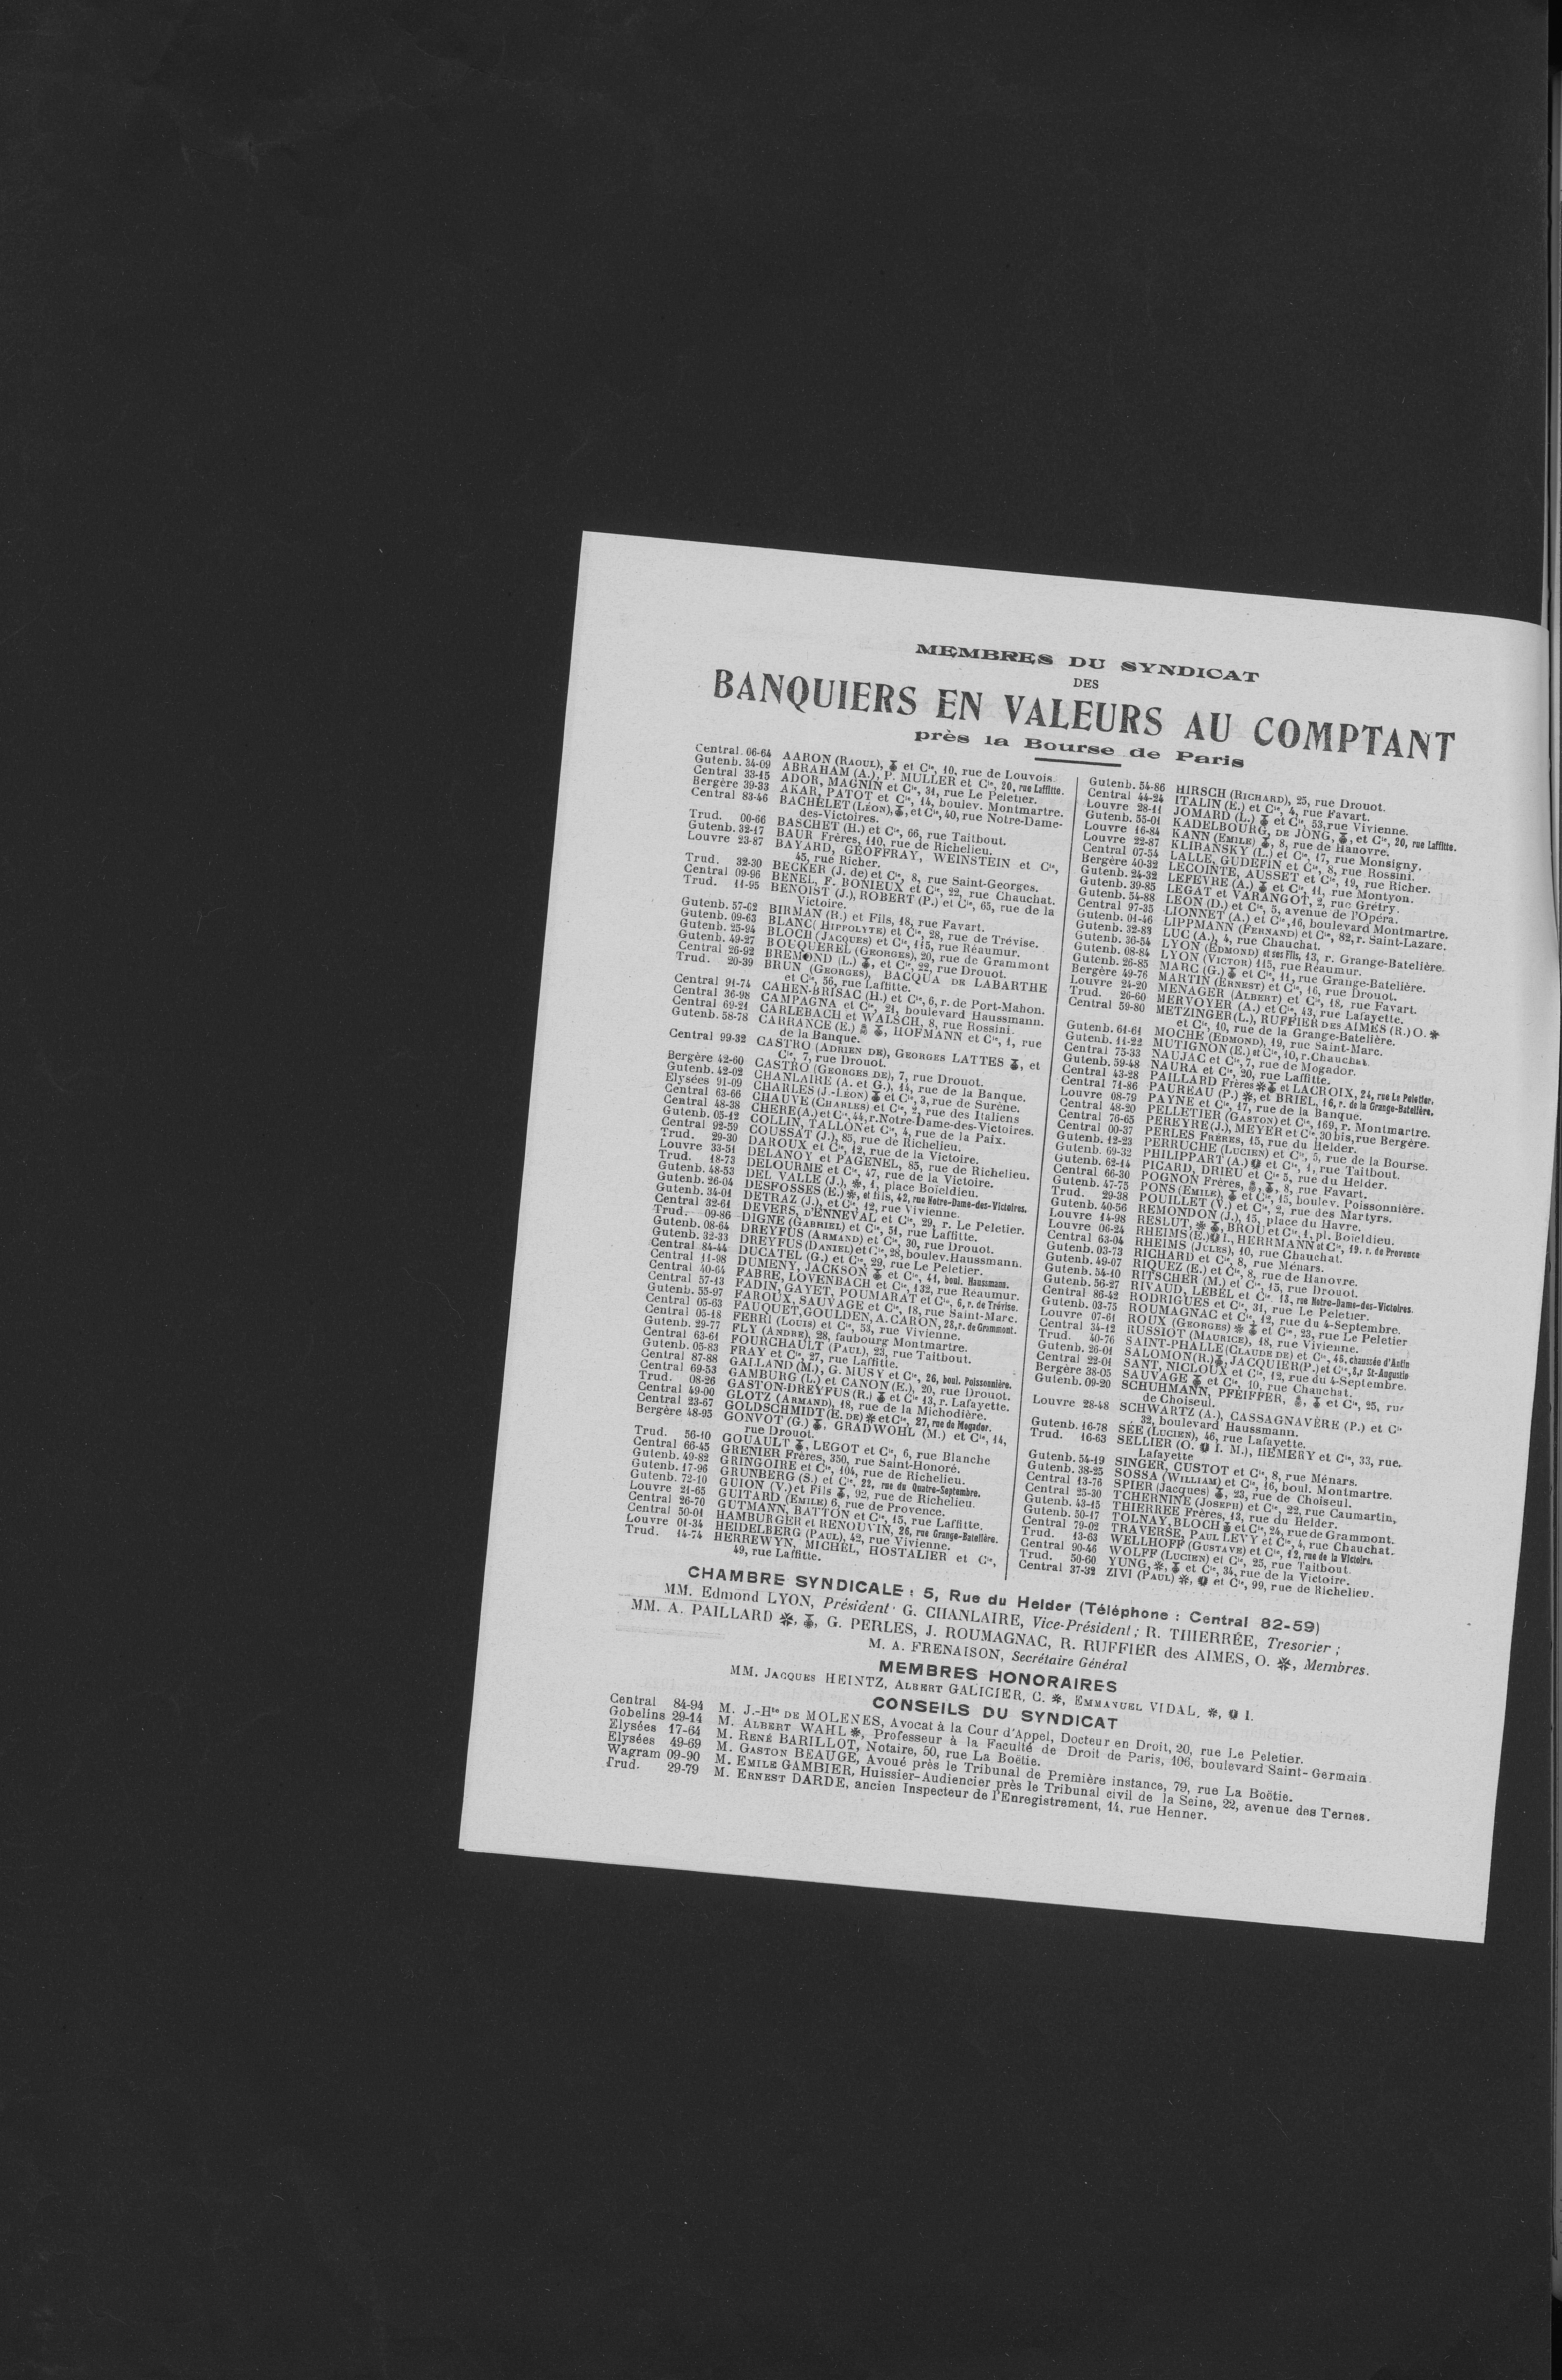 MEMBRES DU SYNDICAT
DES
BANQUIERS EN VALEURS AU COMPTANT
près la Bourse de Paris
Central 06-64 AARON (RAOUL), et Cie, 10, rue de Louvois
Gutenb. 34-09 ABRAHAM (A.), P. MULLER et Cie, 20, rue Laffitte.
Central 33-15 ADOR, MAGNIN et Cie, 31, rue Le Peletier.
Bergère 39-33 AKAR, PATOT et Cie, 14, boulev. Montmartre.
Central 83-46 BACHELET (LÉON), et Cie, 40, rue Notre-Dame-
des-Victoires.
Trud. 00-66 BASCHET (H.) et Cie, 66, rue Taitbout.
Gutenb. 32-17 BAUR Frères, 110, rue de Richelieu.
Louvre 23-87 BAYARD, GEOFFRAY, WEINSTEIN et Cie,
45, rue Richer.
Trud. 32-30 BECKER (J. de) et Cie, 8, rue Saint-Georges.
Central 09-96 BENEL, F. BONIEUX et Cie, 22, rue Chauchat.
Trud. 11-95 BENOIST (J.), ROBERT (P.) et Cie, 65, rue de la
Victoire.
Gutenb. 57-62 BIRMAN (R.) et Fils, 18, rue Favart.
Gutenb. 09-63 BLANC (HIPPOLYTE) et Cie, 28, rue de Trévise.
Gutenb. 25-94 BLOCH (JACQUES) et Cie, 115, rue Réaumur.
Gutenb. 49-27 BOUQUEREL (GEORGES), 20, rue de Grammont
Central 26-92 BREMOND (L.), et Cie, 22, rue Drouot.
Trud. 20-39 BRUN (GEORGES), BACQUA DE LABARTHE
et Cie, 56, rue Laffitte.
Central 91-74 CAHEN-BRISAC (H.) et Cie, 6, r. de Port-Mahon.
Central 36-98 CAMPAGNA et Cie, 21, boulevard Haussmann.
Central 69-21 CARLEBACH et WALSCH, 8, rue Rossini.
Gutenb. 58-78 CARRANCE (E.), HOFMANN et Cie, 1, rue
de la Banque.
Central 99-32 CASTRO (ADRIEN DE), GEORGES LATTES, et
Cie, 7, rue Drouot.
Bergère 42-60 CASTRO (GEORGES DE), 7, rue Drouot.
Gutenb. 42-02 CHANLAIRE (A. et G.), 14, rue de la Banque.
Elysées 91-09 CHARLES (J.-LÉON) et Cie, 3, rue de Surène.
Central 63-66 CHAUVE (CHARLES) et Cie, 2, rue des Italiens
Central 48-38 CHERE (A.) et Cie, 44, r. Notre-Dame-des-Victoires.
Gutenb. 05-12 COLLIN, TALLON et Cie, 4, rue de la Paix.
Central 92-59 COUSSAT (J.), 85, rue de Richelieu.
Trud. 29-30 DAROUX et Cie, 12, rue de la Victoire.
Louvre 33-51 DELANOY et PAGENEL, 85, rue de Richelieu.
Trud. 18-73 DELOURME et Cie, 47, rue de la Victoire.
Gutenb. 48-53 DEL VALLE (J.), ✻, 1, place Boïeldieu.
Gutenb. 26-04 DESFOSSES (E.) ✻, et fils, 42, rue Notre-Dame-des-Victoires.
Gutenb. 34-01 DETRAZ (J.), et Cie, 12, rue Vivienne.
Central 32-61 DEVERS, D'ENNEVAL et Cie, 29, r. Le Peletier.
Trud. 09-86 DIGNE (GABRIEL) et Cie, 51, rue Laffitte.
Gutenb. 08-64 DREYFUS (ARMAND) et Cie, 30, rue Drouot.
Gutenb. 32-33 DREYFUS (DANIEL) et Cie, 28, boulev. Haussmann.
Central 84-44 DUCATEL (G.) et Cie, 29, rue Le Peletier.
Central 11-98 DUMENY, JACKSON et Cie, 41, boul. Haussmann.
Central 40-64 FABRE, LOVENBACH et Cie, 132, rue Réaumur.
Central 57-13 FADIN, GAYET, POUMARAT et Cie, 6, r. de Trévise.
Gutenb. 55-97 FAROUX, SAUVAGE et Cie, 18, rue Saint-Marc.
Central 05-63 FAUQUET, GOULDEN, A. CARON, 28, r. de Grammont.
Central 05-18 FERRI (LOUIS) et Cie, 53, rue Vivienne.
Gutenb. 29-77 FLY (ANDRÉ), 28, faubourg Montmartre.
Central 63-61 FOURCHAULT (PAUL), 23, rue Taitbout.
Gutenb. 05-83 FRAY et Cie, 27, rue Laffitte.
Central 87-88 GAILLAND (M.), G. MUSY et Cie, 26, boul. Poissonnière.
Central 69-53 GAMBURG (L.) et CANON (E.), 20, rue Drouot.
Trud. 08-26 GASTON-DREYFUS (R.) et Cie 13, r. Lafayette.
Central 49-00 GLOTZ (ARMAND), 18, rue de la Michodière.
Central 23-67 GOLDSCHMIDT (E. DE) ✻ et Cie, 27, rue de Mogador.
Bergère 48-95 GONVOT (G.), GRADWOHL (M.) et Cie, 14,
rue Drouot.
Trud. 56-10 GOUAULT, LEGOT et Cie, 6, rue Blanche
Central 66-45 GRENIER Frères, 350, rue Saint-Honoré.
Gutenb. 49-82 GRINGOIRE et Cie, 104, rue de Richelieu.
Gutenb. 17-96 GRUNBERG (S.) et Cie, 22, rue du Quatre-Septembre.
Gutenb. 72-10 GUION (V.) et Fils, 92, rue de Richelieu.
Louvre 21-65 GUITARD (EMILE) 6, rue de Provence.
Central 26-70 GUTMANN, BATTON et Cie, 15, rue Laffitte.
Central 50-01 HAMBURGER et RENOUVIN, 26, rue Grange-Batelière.
Louvre 01-34 HEIDELBERG (PAUL), 42, rue Vivienne.
Trud. 14-74 HERREWYN, MICHEL, HOSTALIER et Cie,
49, rue Laffitte.
Gutenb. 54-86 HIRSCH (RICHARD), 25, rue Drouot.
Central 44-24 ITALIN (E.) et Cie, 4, rue Favart.
Louvre 28-11 JOMARD (L.) et Cie, 53, rue Vivienne.
Gutenb. 55-01 KADELBOURG, DE JONG, et Cie, 20, rue Laffitte.
Louvre 16-84 KANN (EMILE), 8, rue de Hanovre.
Louvre 22-87 KLIBANSKY (L.) et Cie, 17, rue Monsigny.
Central 07-54 LALLE, GUDEFIN et Cie, 8, rue Rossini.
Bergère 40-32 LECOINTE, AUSSET et Cie, 19, rue Richer.
Gutenb. 24-32 LEFEVRE (A.) et Cie, 11, rue Montyon.
Gutenb. 39-85 LEGAT et VARANGOT, 2, rue Grétry.
Gutenb. 54-88 LEON (D.) et Cie, 5, avenue de l'Opéra.
Central 97-35 LIONNET (A.) et Cie, 16, boulevard Montmartre.
Gutenb. 01-46 LIPPMANN (FERNAND) et Cie, 82, r. Saint-Lazare.
Gutenb. 32-83 LUC (A.), 4, rue Chauchat.
Gutenb. 36-54 LYON (EDMOND) et ses Fils, 13, r. Grange-Batelière.
Gutenb. 08-84 LYON (VICTOR) 115, rue Réaumur.
Gutenb. 26-85 MARC (G.) et Cie, 11, rue Grange-Batelière.
Bergère 49-76 MARTIN (ERNEST) et Cie, 16, rue Drouot.
Louvre 24-20 MENAGER (ALBERT) et Cie, 18, rue Favart.
Trud. 26-60 MERVOYER (A.) et Cie, 43, rue Lafayette.
Central 59-80 METZINGER (L.), RUFFIER DES AIMES (R.) O. ✻
et Cie, 10, rue de la Grange-Batelière.
Gutenb. 61-61 MOCHE (EDMOND), 19, rue Saint-Marc.
Gutenb. 11-22 MUTIGNON (E.) et Cie, 10, r. Chauchat.
Central 75-33 NAUJAC et Cie, 7, rue de Mogador.
Gutenb. 59-48 NAURA et Cie, 20, rue Laffitte.
Central 43-28 PAILLARD Frères ✻ et LACROIX, 24, rue Le Peletier.
Central 71-86 PAUREAU (P.) ✻, et BRIEL, 16, r. de la Grange-Batelière.
Louvre 08-79 PAYNE et Cie, 17, rue de la Banque.
Central 48-20 PELLETIER (GASTON) et Cie, 169, r. Montmartre.
Central 76-65 PEREYRE (J.), MEYER et Cie, 30 bis, rue Bergère.
Central 00-37 PERLES FRÈRES, 15, rue du Helder.
Gutenb. 12-23 PERRUCHE (LUCIEN) et Cie, 5, rue de la Bourse.
Gutenb. 69-32 PHILIPPART (A.) et Cie, 1, rue Taitbout.
Gutenb. 62-14 PICARD, DRIEU et Cie 5, rue du Helder.
Central 66-30 POGNON Frères, 8, rue Favart.
Gutenb. 47-75 PONS (EMILE), et Cie, 15, boulev. Poissonnière.
Trud. 29-38 POUILLET (V.) et Cie, 2, rue des Martyrs.
Gutenb. 40-56 REMONDON (J.), 15, place du Havre.
Louvre 14-98 RESLUT, ✻, BROU et Cie, 1, pl. Boïeldieu.
Louvre 06-24 RHEIMS (E.) I., HERRMANN et Cie, 19, r. de Provence
Central 63-04 RHEIMS (JULES), 10, rue Chauchat.
Gutenb. 03-73 RICHARD et Cie, 8, rue Ménars.
Gutenb. 49-07 RIQUEZ (E.) et Cie, 8, rue de Hanovre.
Gutenb. 54-10 RITSCHER (M.) et Cie, 15, rue Drouot.
Gutenb. 56-27 RIVAUD, LEBEL et Cie 13, rue Notre-Dame-des-Victoires.
Central 86-42 RODRIGUES et Cie, 31, rue Le Peletier.
Gutenb. 03-75 ROUMAGNAC et Cie, 12, rue du 4-Septembre.
Louvre 07-61 ROUX (GEORGES) ✻ et Cie, 23, rue Le Peletier
Central 34-12 RUSSIOT (MAURICE), 18, rue Vivienne.
Trud. 40-76 SAINT-PHALLE (CLAUDE DE) et Cie, 46, chaussée d'Antin
Gutenb. 26-01 SALOMON (R.), JACQUIER (P.) et Cie, 8, r St-Augustin
Central 22-01 SANT, NICLOUX et Cie, 12, rue du 4-Septembre.
Bergère 38-05 SAUVAGE et Cie, 10, rue Chauchat.
Gutenb. 09-20 SCHUHMANN, PFEIFFER, et Cie, 25, rue
de Choiseul.
Louvre 28-48 SCHWARTZ (A.), CASSAGNAVÈRE (P.) et Cie
32, boulevard Haussmann.
Gutenb. 16-78 SÉE (LUCIEN), 46, rue Lafayette.
Trud. 16-63 SELLIER (O. I. M.), HEMERY et Cie, 33, rue
Lafayette
Gutenb. 54-19 SINGER, CUSTOT et Cie, 8, rue Ménars.
Gutenb. 38-25 SOSSA (WILLIAM) et Cie, 16, boul. Montmartre.
Central 13-76 SPIER (Jacques), 23, rue de Choiseul.
Central 25-30 TCHERNINE (JOSEPH) et Cie, 22, rue Caumartin,
Gutenb. 43-15 THIERREE Frères, 13, rue du Helder.
Gutenb. 50-17 TOLNAY, BLOCH et Cie, 24, rue de Grammont.
Central 79-02 TRAVERSE, PAUL LEVY et Cie, 4, rue Chauchat.
Trud. 13-63 WELLHOFF (GUSTAVE) et Cie, 12, rue de la Victoire.
Central 90-46 WOLFF (LUCIEN) et Cie, 25, rue Taitbout.
Trud. 50-60 YUNG, ✻, et Cie, 34, rue de la Victoire.
Central 37-32 ZIVI (PAUL) ✻, et Cie, 99, rue de Richelieu.
CHAMBRE SYNDICALE : 5, Rue du Helder (Téléphone : Central 82-59)
MM. Edmond LYON, Président G. CHANLAIRE, Vice-Président ; R. THIERRÉE, Tresorier ;
MM. A. PAILLARD ✻, G. PERLES, J. ROUMAGNAC, R. RUFFIER des AIMES, O. ✻, Membres.
M. A. FRENAISON, Secrétaire Général
MEMBRES HONORAIRES
MM. JACQUES HEINTZ, ALBERT GALICIER, C. ✻, EMMANUEL VIDAL, ✻, I.
CONSEILS DU SYNDICAT
Central 84-94 M. J.-Hte DE MOLENES, Avocat à la Cour d'Appel, Docteur en Droit, 20, rue Le Peletier.
Gobelins 29-14 M. ALBERT WAHL ✻, Professeur à la Faculté de Droit de Paris, 106, boulevard Saint-Germain
Elysées 17-64 M. RENÉ BARILLOT, Notaire, 50, rue La Boëtie.
Elysées 49-69 M. GASTON BEAUGE, Avoué près le Tribunal de Première instance, 79, rue La Boëtie.
Wagram 09-90 M. EMILE GAMBIER, Huissier-Audiencier près le Tribunal civil de la Seine, 22, avenue des Ternes.
Trud. 29-79 M. ERNEST DARDE, ancien Inspecteur de l'Enregistrement, 14, rue Henner.